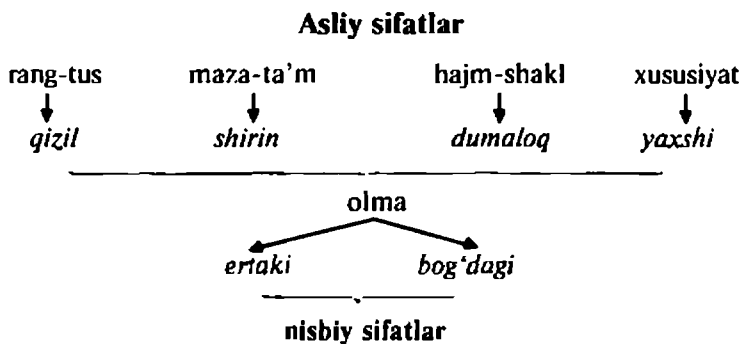 Asliy sifatlar
rang-tus maza-ta’m hajm-shakl xususiyat
qizil shirin dumaloq yaxshi
olma
ertaki bog‘dagi
nisbiy sifatlar